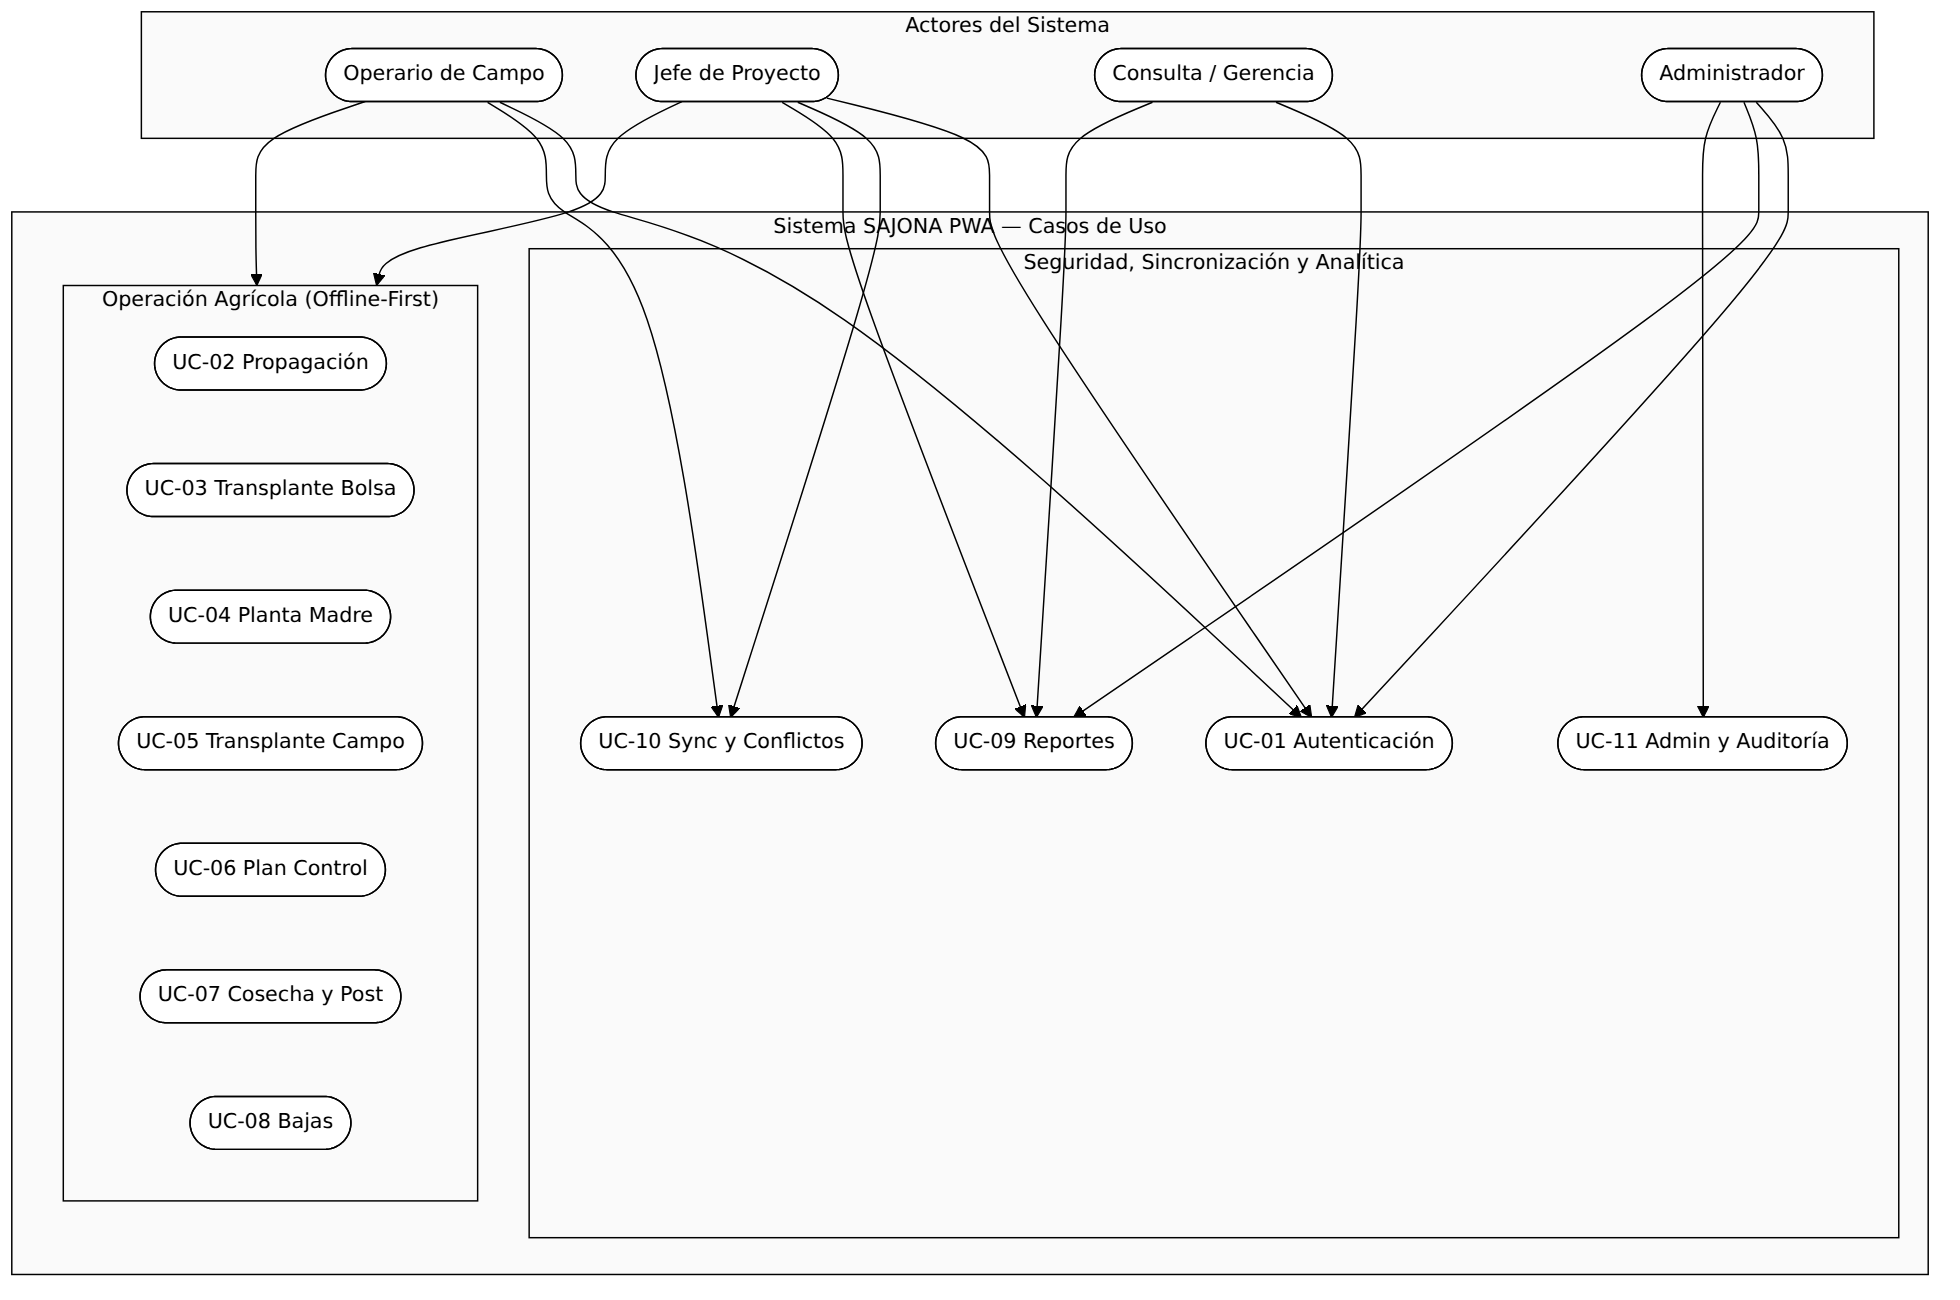 Actores del Sistema
Operario de Campo
Jefe de Proyecto
Consulta / Gerencia
Administrador
Sistema SAJONA PWA — Casos de Uso
Seguridad, Sincronización y Analítica
Operación Agrícola (Offline-First)
UC-02 Propagación
UC-03 Transplante Bolsa
UC-04 Planta Madre
UC-05 Transplante Campo
UC-10 Sync y Conflictos
UC-09 Reportes
UC-01 Autenticación
UC-11 Admin y Auditoría
UC-06 Plan Control
UC-07 Cosecha y Post
UC-08 Bajas